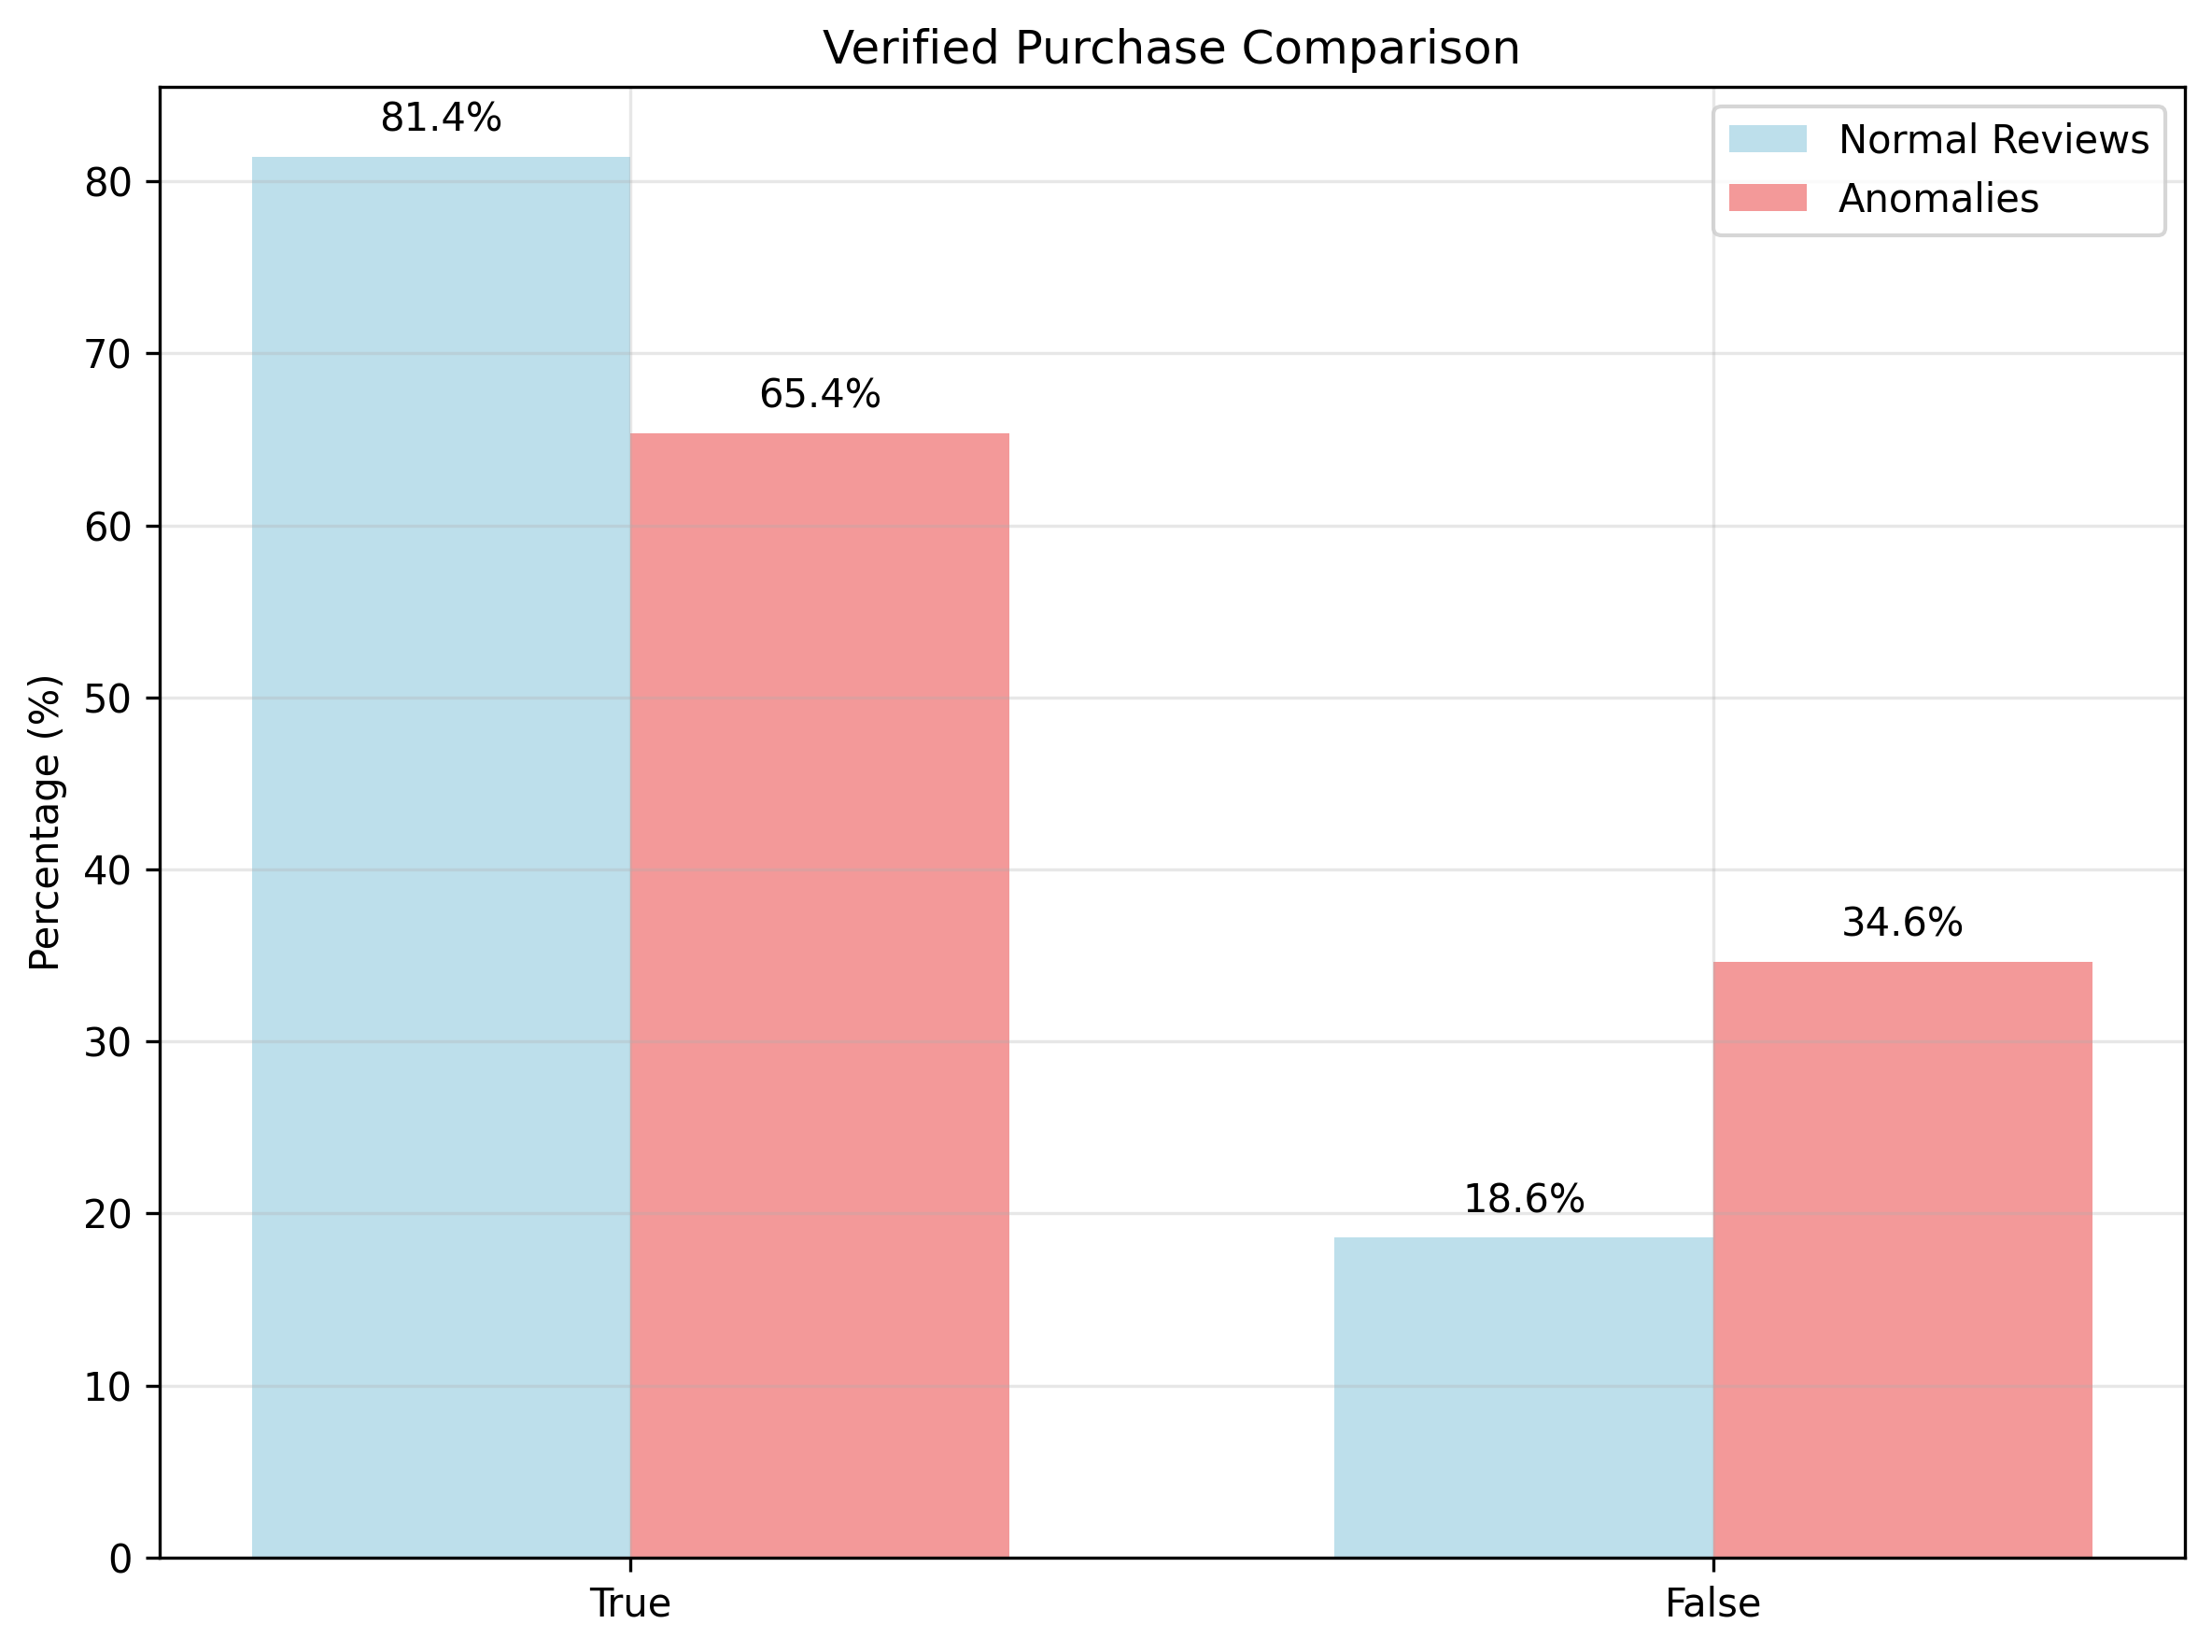 Verified Purchase Comparison
81.4%
Normal Reviews
Anomalies
80
70
65.4%
60
50
Percentage (%)
40
34.6%
30
20
18.6%
10
0
True
False